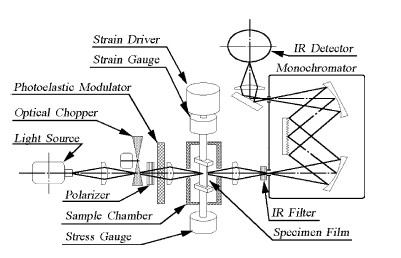 Strain Driver
Strain Gauge
IR Detector
Monochromator
Photoelastic Modulator
Optical Chopper
Light Source
Polarizer
Sample Chamber
Stress Gauge
IR Filter
Specimen Film